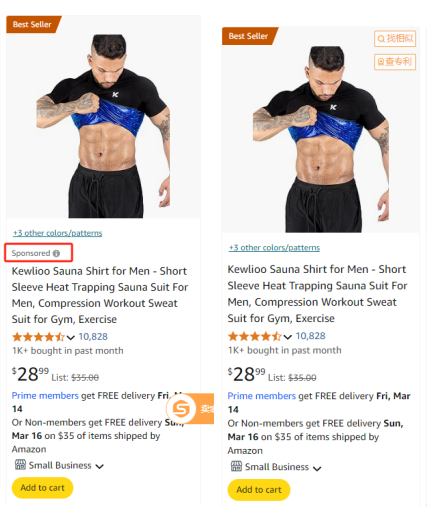 Best Seller
+3 other colors/patterns
Sponsored
Kewlioo Sauna Shirt for Men - Short
Sleeve Heat Trapping Sauna Suit For
Men, Compression Workout Sweat
Suit for Gym, Exercise
10,828
1K+ bought in past month
$28.99 List: $35.00
Prime members get FREE delivery Fri,
14
Or Non-members get FREE delivery Sun,
Mar 16 on $35 of items shipped by
Amazon
Small Business
Add to cart
Best Seller
找相似
查专利
K
+3 other colors/patterns
Kewlioo Sauna Shirt for Men - Short
Sleeve Heat Trapping Sauna Suit For
Men, Compression Workout Sweat
Suit for Gym, Exercise
10,828
1K+ bought in past month
$28.99 List: $35.00
Prime members get FREE delivery Fri, Mar
14
Or Non-members get FREE delivery Sun,
Mar 16 on $35 of items shipped by
Amazon
Small Business
Add to cart